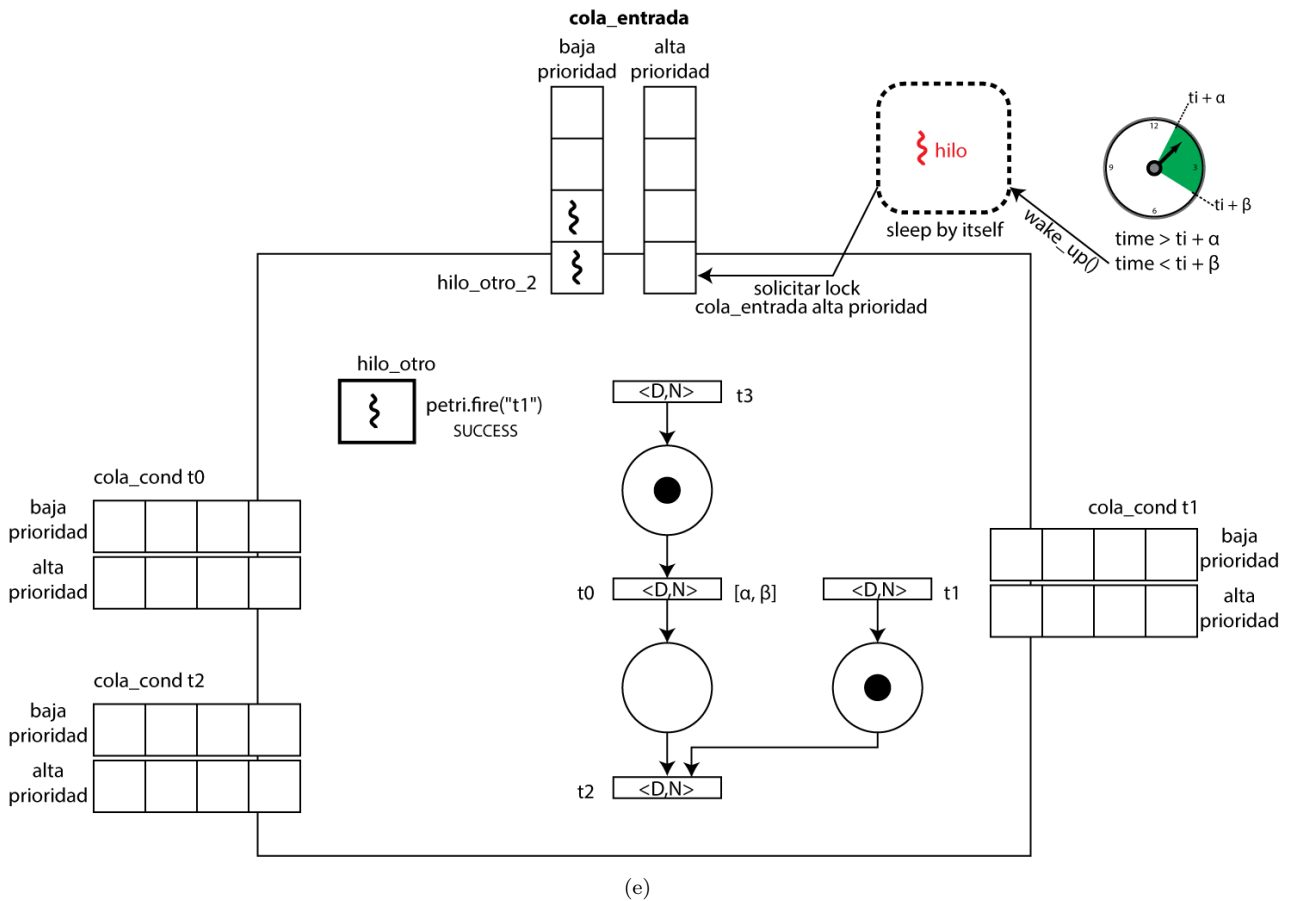 cola_entrada
baja
prioridad
alta
prioridad
hilo
sleep by itself
ti + α
12
9
3
6
ti + β
wake_up()
time > ti + α
time < ti + β
hilo_otro_2
solicitar lock
cola_entrada alta prioridad
hilo_otro
petri.fire("t1")
SUCCESS
<D,N>
t3
cola_cond t0
baja
prioridad
alta
prioridad
cola_cond t1
baja
prioridad
alta
prioridad
t0
<D,N>
[α, β]
<D,N>
t1
cola_cond t2
baja
prioridad
alta
prioridad
t2
<D,N>
(e)